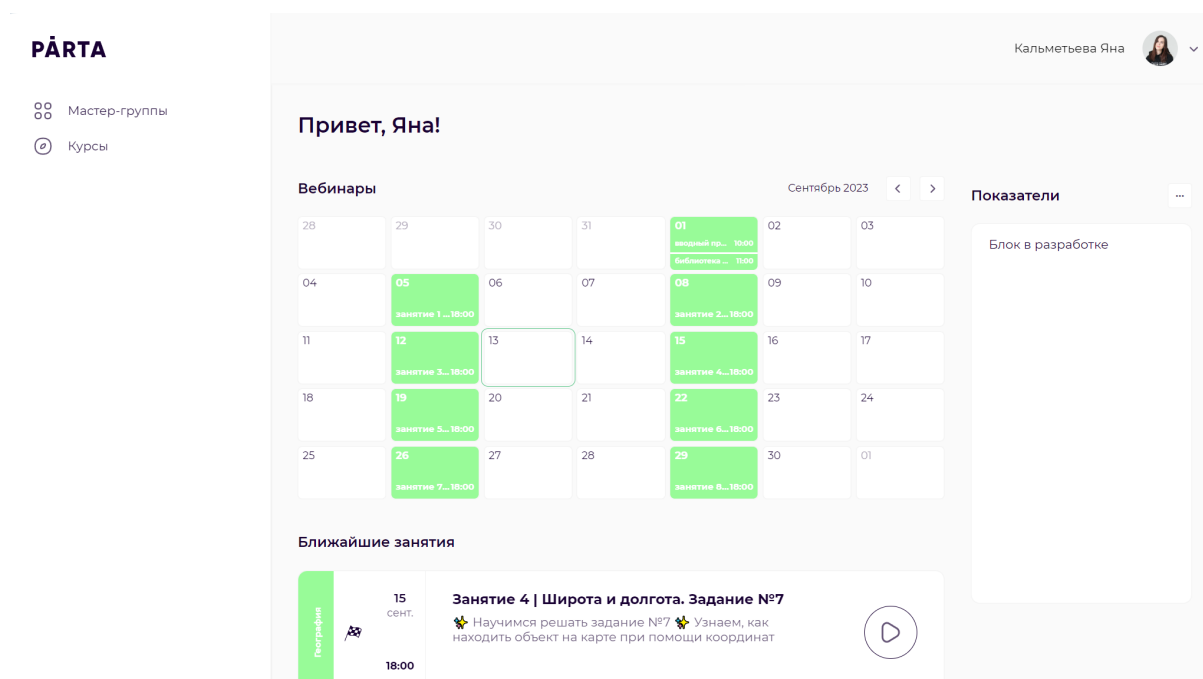 PÅRTA
Кальметьева Яна
Мастер-группы
Курсы
Привет, Яна!
Вебинары
Сентябрь 2023
Показатели
...
Блок в разработке
28 29 30 31 01 02 03
вводный пр... 10:00
библиотека ... 11:00
04 05 06 07 08 09 10
занятие 1 ... 18:00 занятие 2... 18:00
11 12 13 14 15 16 17
занятие 3... 18:00 занятие 4... 18:00
18 19 20 21 22 23 24
занятие 5... 18:00 занятие 6... 18:00
25 26 27 28 29 30 01
занятие 7... 18:00 занятие 8... 18:00
Ближайшие занятия
География
15
сент.
18:00
Занятие 4 | Широта и долгота. Задание №7
Научимся решать задание №7 Узнаем, как
находить объект на карте при помощи координат